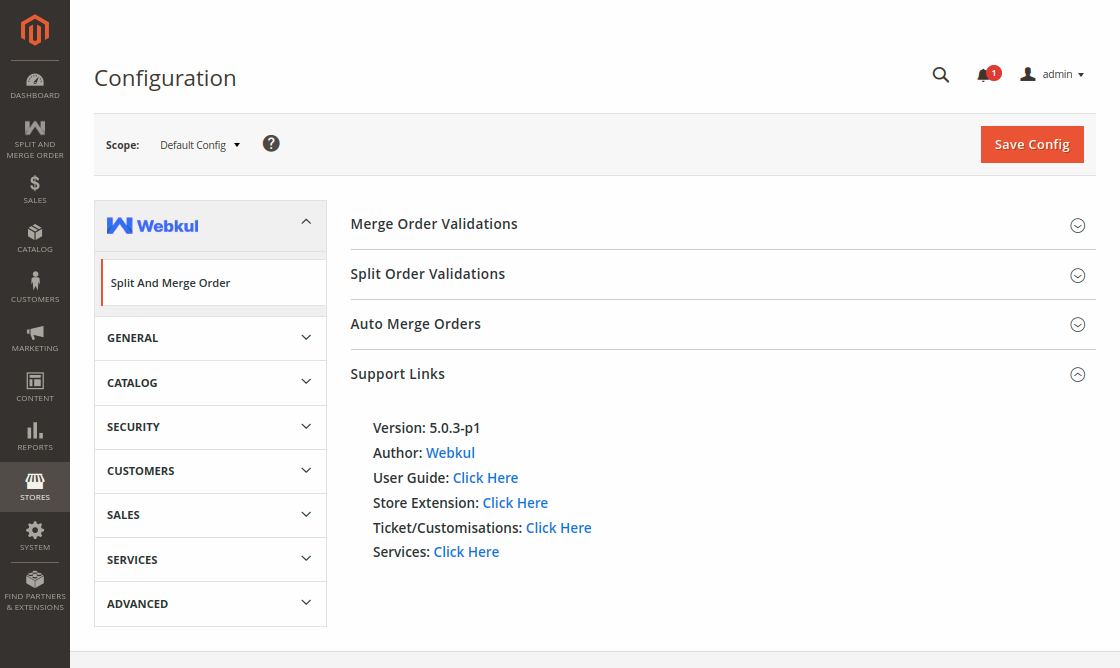 DASHBOARD
SPLIT AND
MERGE ORDER
SALES
CATALOG
CUSTOMERS
MARKETING
CONTENT
REPORTS
STORES
SYSTEM
FIND PARTNERS
& EXTENSIONS
Configuration
1
admin
Scope: Default Config ?
Save Config
Webkul
Split And Merge Order
GENERAL
CATALOG
SECURITY
CUSTOMERS
SALES
SERVICES
ADVANCED
Merge Order Validations
Split Order Validations
Auto Merge Orders
Support Links
Version: 5.0.3-p1
Author: Webkul
User Guide: Click Here
Store Extension: Click Here
Ticket/Customisations: Click Here
Services: Click Here